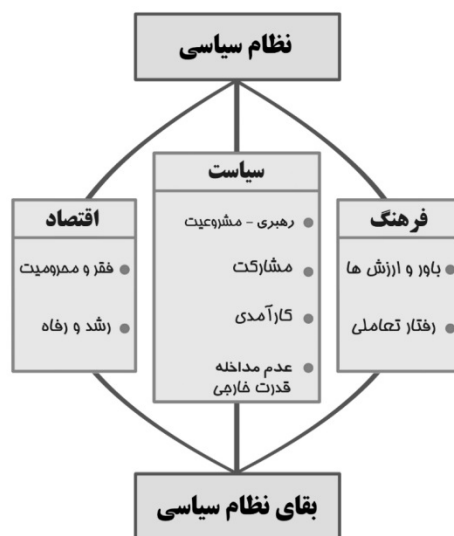 نظام سیاسی
فرهنگ
باور و ارزش ها
رفتار تعاملی
سیاست
رهبری - مشروعیت
مشارکت
کارآمدی
عدم مداخله
قدرت خارجی
اقتصاد
فقر و محرومیت
رشد و رفاه
بقای نظام سیاسی